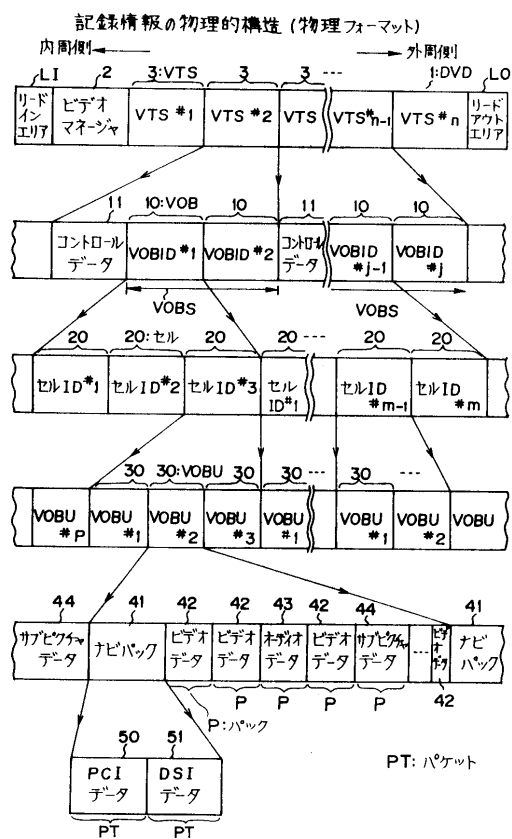 記録情報の物理的構造(物理フォーマット)
内周側 外周側
LI 2 3:VTS 3 3 --- 1:DVD LO
リードインエリア ビデオマネージャ VTS #1 VTS #2 VTS VTS#n-1 VTS #n リードアウトエリア
11 10:VOB 10 11 10 10
コントロールデータ VOBID #1 VOBID #2 コントロールデータ VOBID #j-1 VOBID #j
VOBS VOBS
20 20:セル 20 20 --- 20 20
セルID#1 セルID#2 セルID#3 セルID#1 セルID #m-1 セルID #m
30 30:VOBU 30 30 --- 30 ---
VOBU #P VOBU #1 VOBU #2 VOBU #3 VOBU #1 VOBU #1 VOBU #2 VOBU
44 41 42 42 43 42 44 41
サブピクチャデータ ナビパック ビデオデータ ビデオデータ オーディオデータ ビデオデータ サブピクチャデータ --- ビデオデータ ナビパック
P P P P P 42
P:パック
50 51
PCIデータ DSIデータ
PT:パケット
PT PT